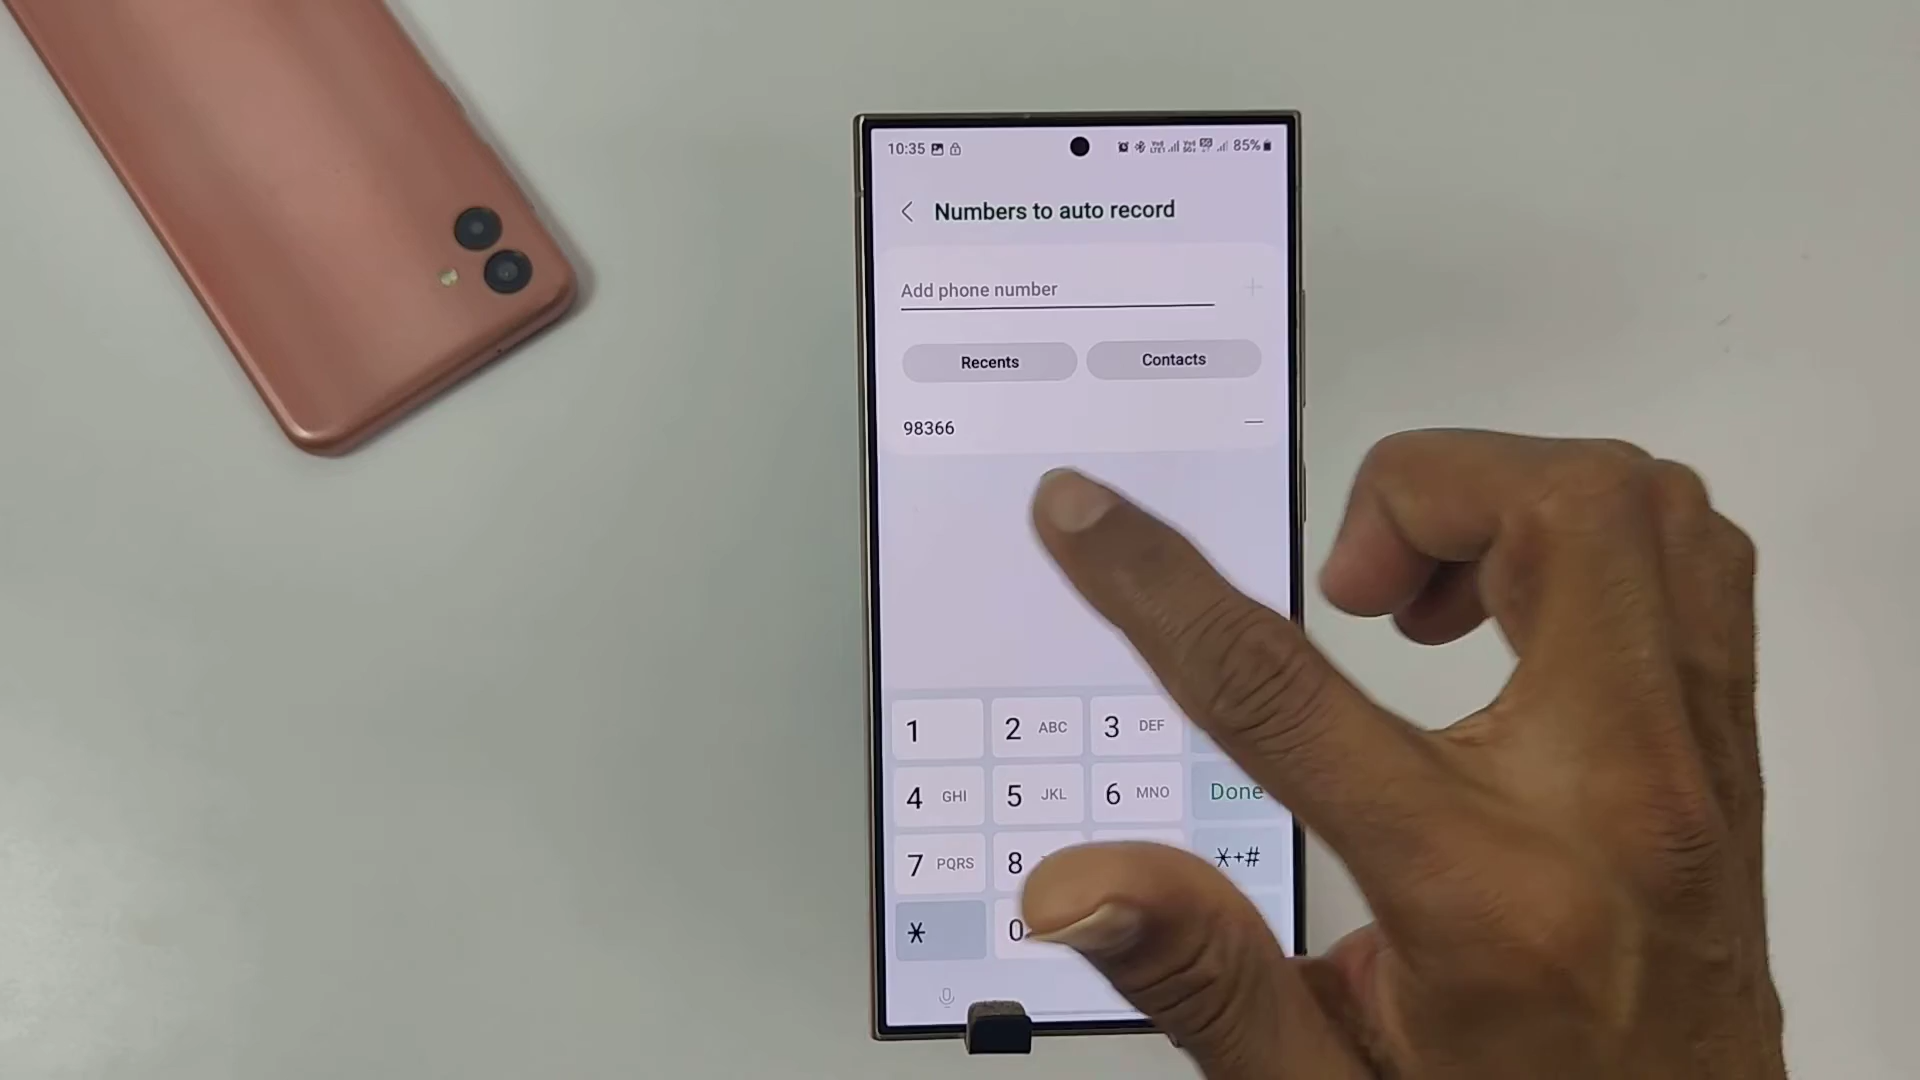 10:35 85%
Numbers to auto record
Add phone number +
Recents Contacts
98366 —
1 2 ABC 3 DEF
4 GHI 5 JKL 6 MNO Done
7 PQRS 8 *+#
* 0